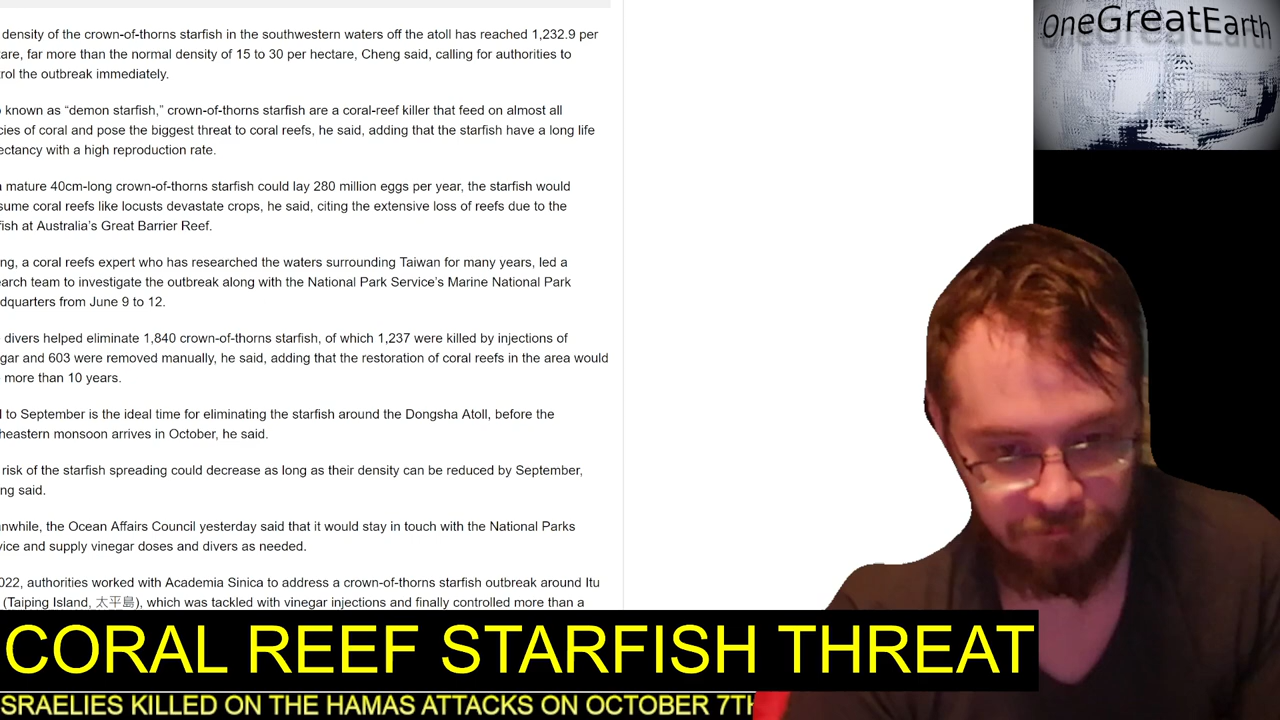 density of the crown-of-thorns starfish in the southwestern waters off the atoll has reached 1,232.9 per
are, far more than the normal density of 15 to 30 per hectare, Cheng said, calling for authorities to
rol the outbreak immediately.
known as “demon starfish,” crown-of-thorns starfish are a coral-reef killer that feed on almost all
cies of coral and pose the biggest threat to coral reefs, he said, adding that the starfish have a long life
ectancy with a high reproduction rate.
mature 40cm-long crown-of-thorns starfish could lay 280 million eggs per year, the starfish would
sume coral reefs like locusts devastate crops, he said, citing the extensive loss of reefs due to the
fish at Australia’s Great Barrier Reef.
ng, a coral reefs expert who has researched the waters surrounding Taiwan for many years, led a
earch team to investigate the outbreak along with the National Park Service’s Marine National Park
dquarters from June 9 to 12.
divers helped eliminate 1,840 crown-of-thorns starfish, of which 1,237 were killed by injections of
gar and 603 were removed manually, he said, adding that the restoration of coral reefs in the area would
more than 10 years.
to September is the ideal time for eliminating the starfish around the Dongsha Atoll, before the
heastern monsoon arrives in October, he said.
risk of the starfish spreading could decrease as long as their density can be reduced by September,
ng said.
nwhile, the Ocean Affairs Council yesterday said that it would stay in touch with the National Parks
vice and supply vinegar doses and divers as needed.
022, authorities worked with Academia Sinica to address a crown-of-thorns starfish outbreak around Itu
(Taiping Island, 太平島), which was tackled with vinegar injections and finally controlled more than a
OneGreatEarth
CORAL REEF STARFISH THREAT
SRAELIES KILLED ON THE HAMAS ATTACKS ON OCTOBER 7TH